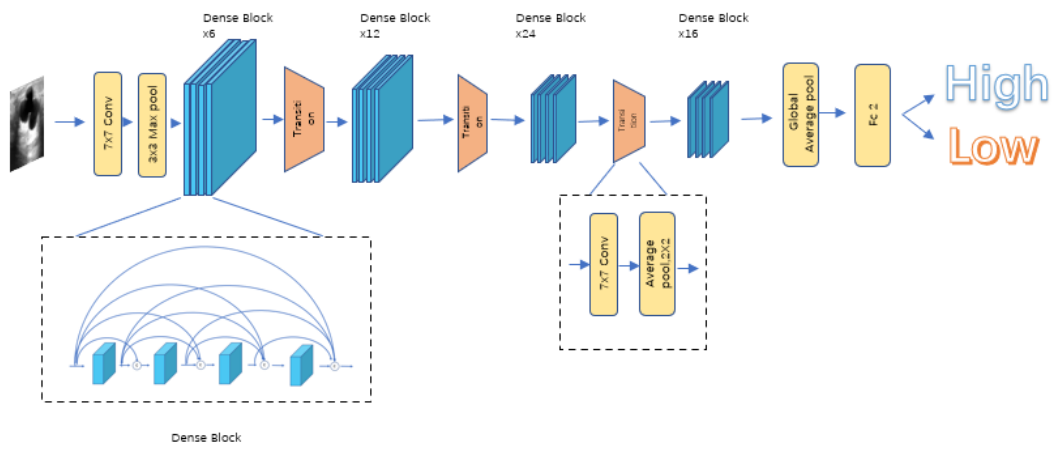 Dense Block
x6
Dense Block
x12
Dense Block
x24
Dense Block
x16
7x7 Conv
3x3 Max pool
Transiti
on
Transiti
on
Transi
tion
Global
Average pool
Fc 2
High
Low
7x7 Conv
Average
pool,2X2
Dense Block